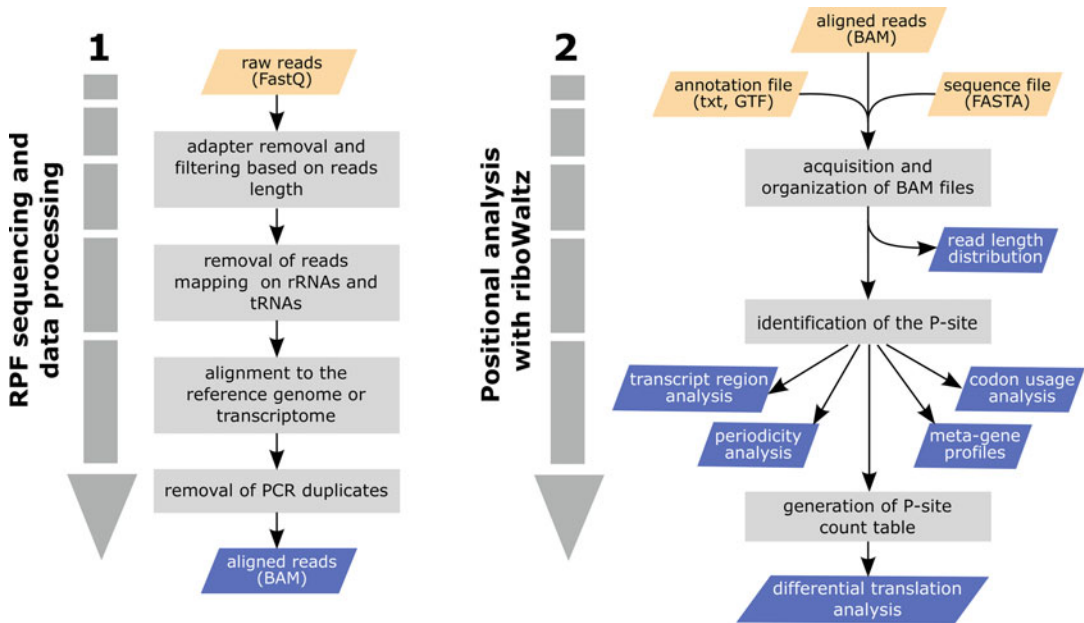 1
RPF sequencing and
data processing
raw reads
(FastQ)
adapter removal and
filtering based on reads
length
removal of reads
mapping on rRNAs and
tRNAs
alignment to the
reference genome or
transcriptome
removal of PCR duplicates
aligned reads
(BAM)
2
Positional analysis
with riboWaltz
aligned reads
(BAM)
annotation file
(txt, GTF)
sequence file
(FASTA)
acquisition and
organization of BAM files
read length
distribution
identification of the P-site
transcript region
analysis
codon usage
analysis
periodicity
analysis
meta-gene
profiles
generation of P-site
count table
differential translation
analysis